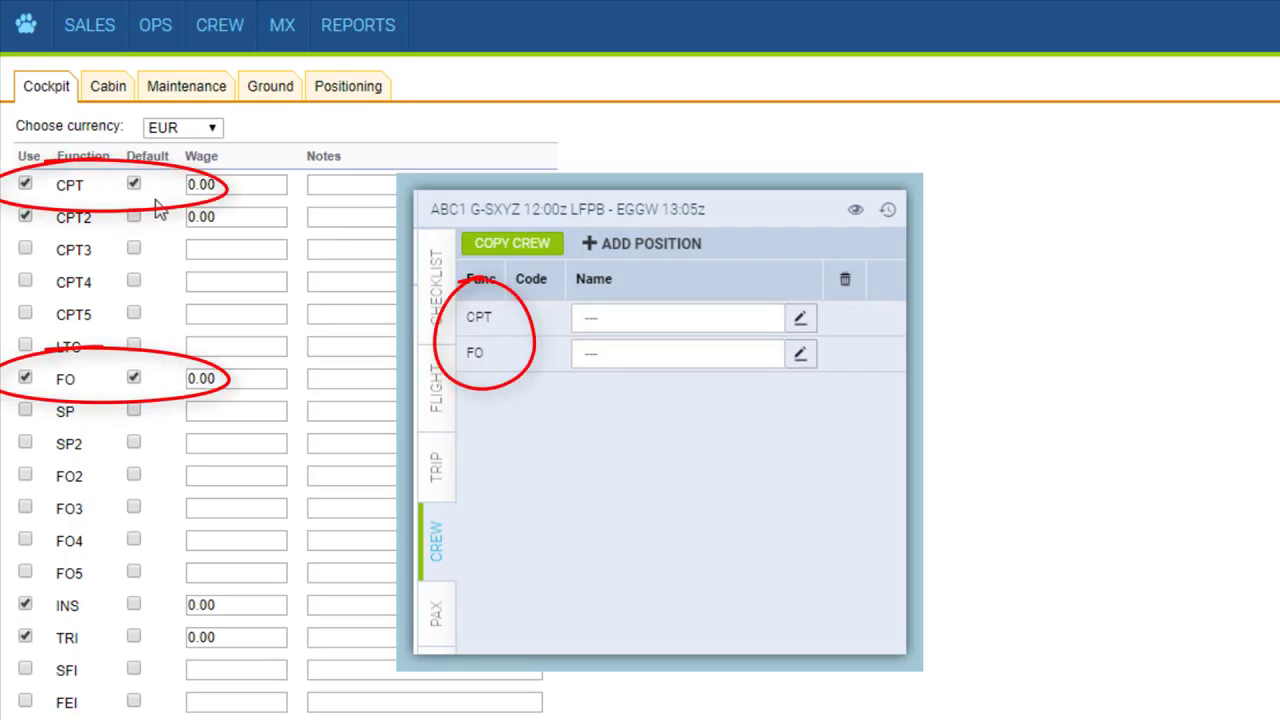 SALES OPS CREW MX REPORTS
Cockpit Cabin Maintenance Ground Positioning
Choose currency: EUR
Use Function Default Wage Notes
CPT 0.00
CPT2 0.00
CPT3
CPT4
CPT5
LTC
FO 0.00
SP
SP2
FO2
FO3
FO4
FO5
INS 0.00
TRI 0.00
SFI
FEI
ABC1 G-SXYZ 12:00z LFPB - EGGW 13:05z
COPY CREW + ADD POSITION
Func Code Name
CPT ---
FO ---
CHECKLIST
FLIGHT
TRIP
CREW
PAX